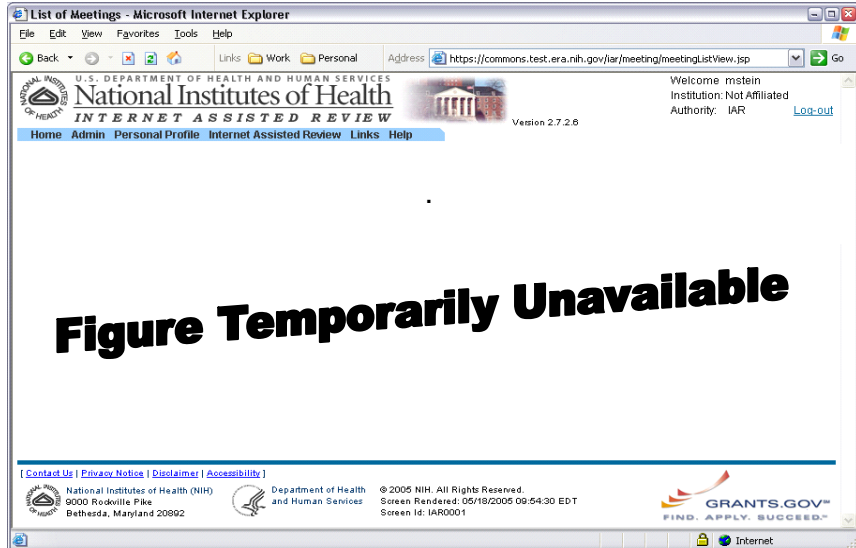 List of Meetings - Microsoft Internet Explorer
File Edit View Favorites Tools Help
Back Links Work Personal Address https://commons.test.era.nih.gov/iar/meeting/meetingListView.jsp Go
U.S. DEPARTMENT OF HEALTH AND HUMAN SERVICES
National Institutes of Health
INTERNET ASSISTED REVIEW
Version 2.7.2.6
Welcome mstein
Institution: Not Affiliated
Authority: IAR Log-out
Home Admin Personal Profile Internet Assisted Review Links Help
.
Figure Temporarily Unavailable
[ Contact Us | Privacy Notice | Disclaimer | Accessibility ]
National Institutes of Health (NIH)
9000 Rockville Pike
Bethesda, Maryland 20892
Department of Health
and Human Services
© 2005 NIH. All Rights Reserved.
Screen Rendered: 05/18/2005 09:54:30 EDT
Screen Id: IAR0001
GRANTS.GOV℠
FIND. APPLY. SUCCEED.℠
Internet